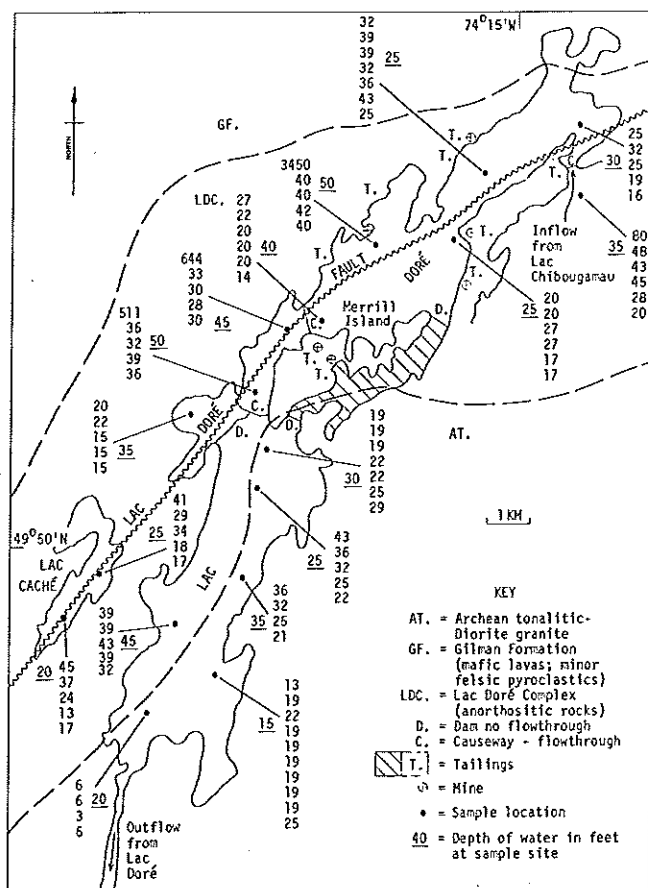 74°15'W
32
39
39 25
32
36
43
25
NORTH
GF.
T.
T.
T.
25
32
25
19
16
30
C.
T.
3450
40 50
40
42
40
LDC. 27
22
20
20 40
20
14
T.
T.
FAULT
DORÉ
T.
T.
Inflow
from
Lac
Chibougamau
80
35 48
43
45
28
20
644
33
30
28
30 45
C.
Merrill
Island
D.
20
20
25 27
27
17
17
511
36
32 50
39
36
T.
T.
C.
D.
D.
AT.
20
22
15
15 35
15
DORÉ
LAC
19
19
19
22
30 22
25
29
41
29
25 34
18
17
49°50'N
LAC
CACHÉ
1 KM
43
36
25 32
25
22
LAC
36
32
35 25
21
39
39
43 45
39
32
45
20 37
24
13
17
13
19
22
15 19
19
19
19
19
19
25
6
6 20
3
6
Outflow
from
Lac
Doré
KEY
AT. = Archean tonalitic-
Diorite granite
GF. = Gilman Formation
(mafic lavas; minor
felsic pyroclastics)
LDC. = Lac Doré Complex
(anorthositic rocks)
D. = Dam no flowthrough
C. = Causeway - flowthrough
T. = Tailings
= Mine
• = Sample location
40 = Depth of water in feet
at sample site